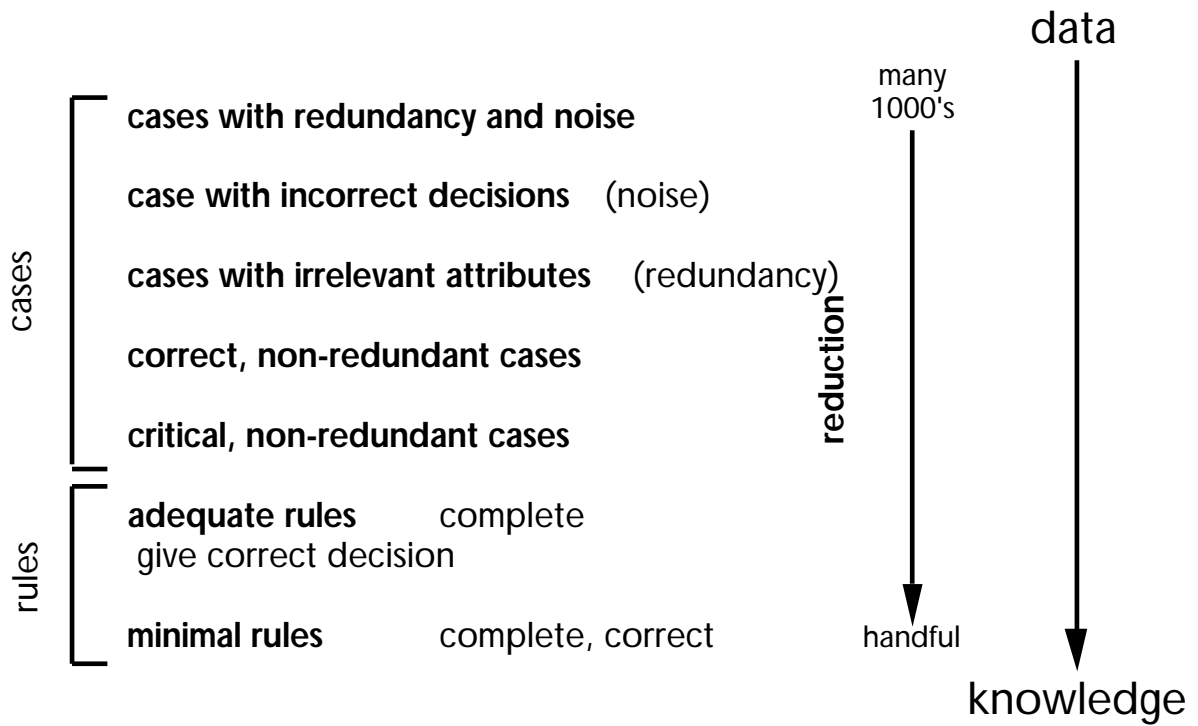 data
many
1000's
cases with redundancy and noise
case with incorrect decisions (noise)
cases with irrelevant attributes (redundancy)
cases
reduction
correct, non-redundant cases
critical, non-redundant cases
adequate rules complete
give correct decision
rules
minimal rules complete, correct
handful
knowledge